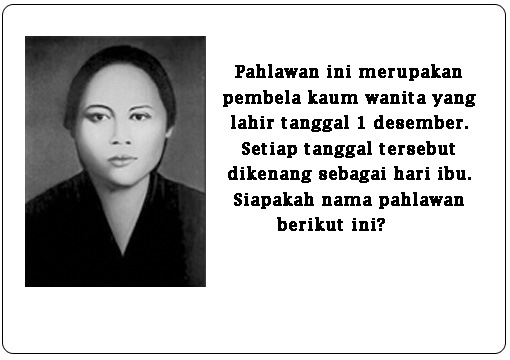 Pahlawan ini merupakan
pembela kaum wanita yang
lahir tanggal 1 desember.
Setiap tanggal tersebut
dikenang sebagai hari ibu.
Siapakah nama pahlawan
berikut ini?